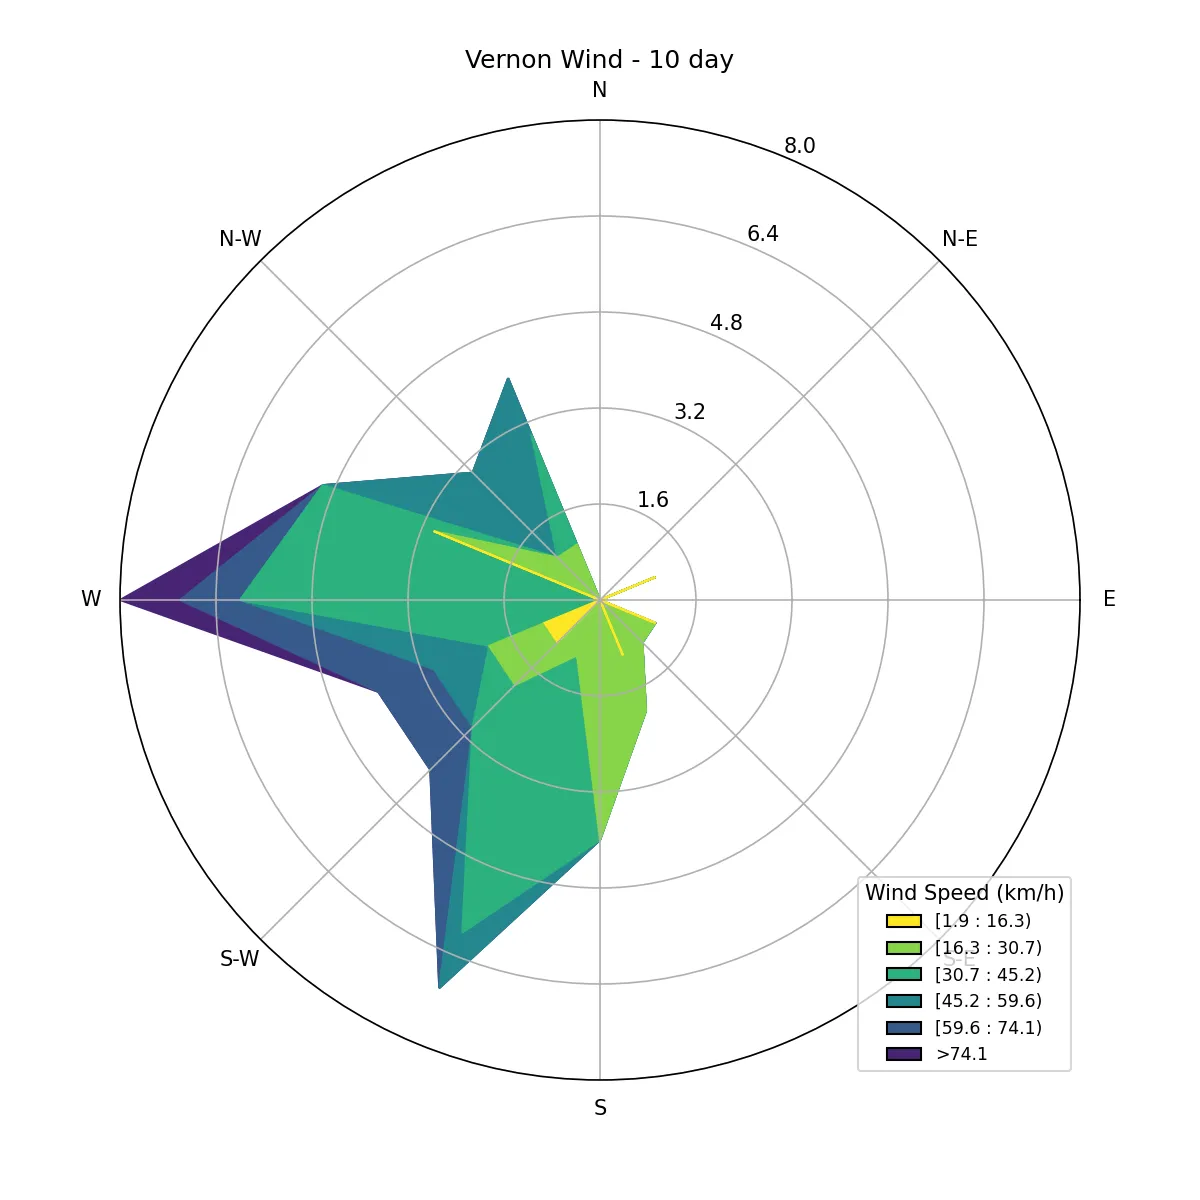 Vernon Wind - 10 day
N
8.0
N-W
N-E
6.4
4.8
3.2
1.6
W
E
S-W
S-E
S
Wind Speed (km/h)
[1.9 : 16.3)
[16.3 : 30.7)
[30.7 : 45.2)
[45.2 : 59.6)
[59.6 : 74.1)
>74.1